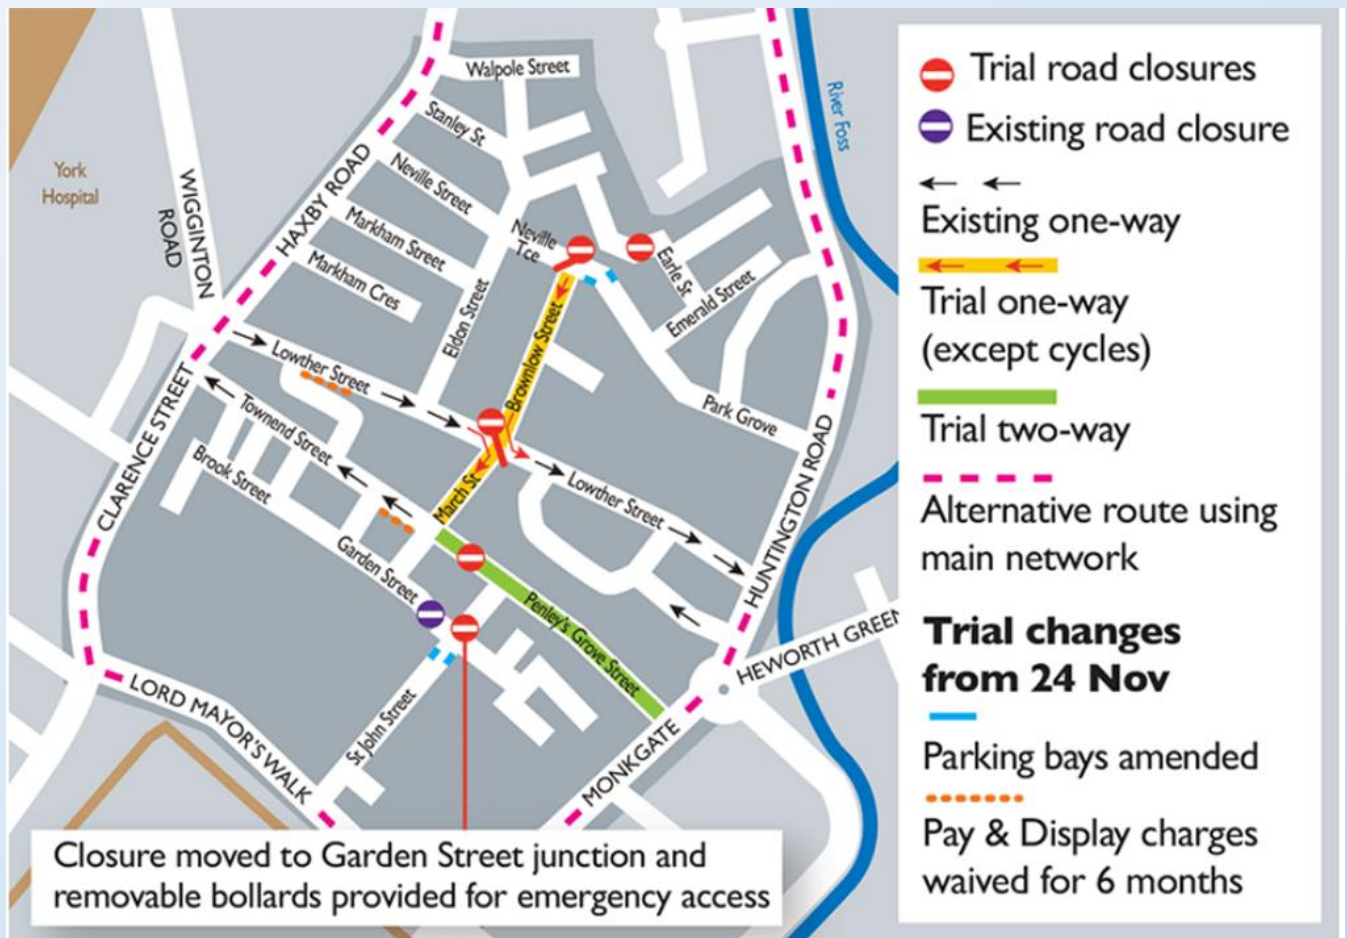 Walpole Street
Stanley St
Neville Street
Markham Street
Markham Cres
York
Hospital
WIGGINTON
ROAD
HAXBY ROAD
River Foss
Neville
Tce
Earle St
Emerald Street
Eldon Street
Brownlow Street
Lowther Street
Park Grove
Townend Street
Brook Street
CLARENCE STREET
March St
Lowther Street
HUNTINGTON ROAD
Garden Street
Penley's Grove Street
HEWORTH GREEN
LORD MAYOR'S WALK
St John Street
MONKGATE
Closure moved to Garden Street junction and
removable bollards provided for emergency access
Trial road closures
Existing road closure
Existing one-way
Trial one-way
(except cycles)
Trial two-way
Alternative route using
main network
Trial changes
from 24 Nov
Parking bays amended
Pay & Display charges
waived for 6 months